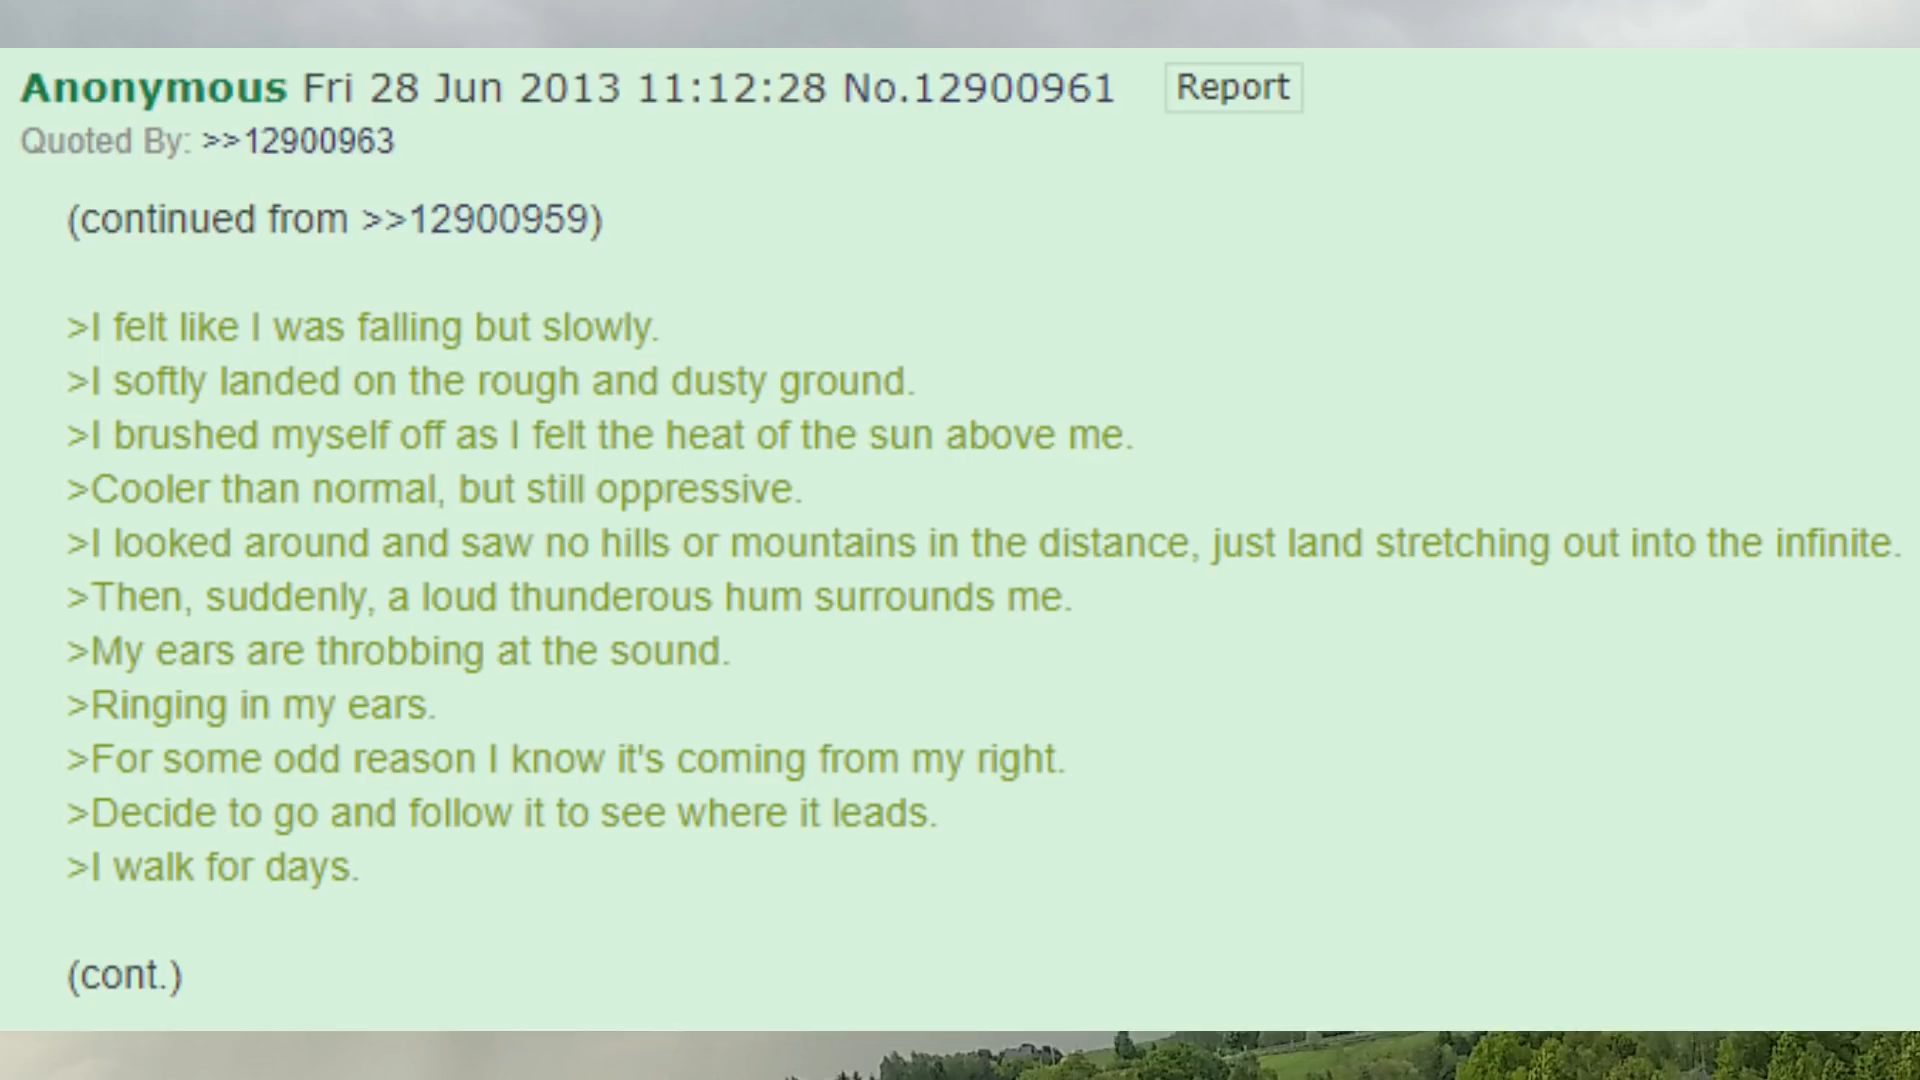 Anonymous Fri 28 Jun 2013 11:12:28 No.12900961 Report
Quoted By: >>12900963
(continued from >>12900959)
>I felt like I was falling but slowly.
>I softly landed on the rough and dusty ground.
>I brushed myself off as I felt the heat of the sun above me.
>Cooler than normal, but still oppressive.
>I looked around and saw no hills or mountains in the distance, just land stretching out into the infinite.
>Then, suddenly, a loud thunderous hum surrounds me.
>My ears are throbbing at the sound.
>Ringing in my ears.
>For some odd reason I know it's coming from my right.
>Decide to go and follow it to see where it leads.
>I walk for days.
(cont.)